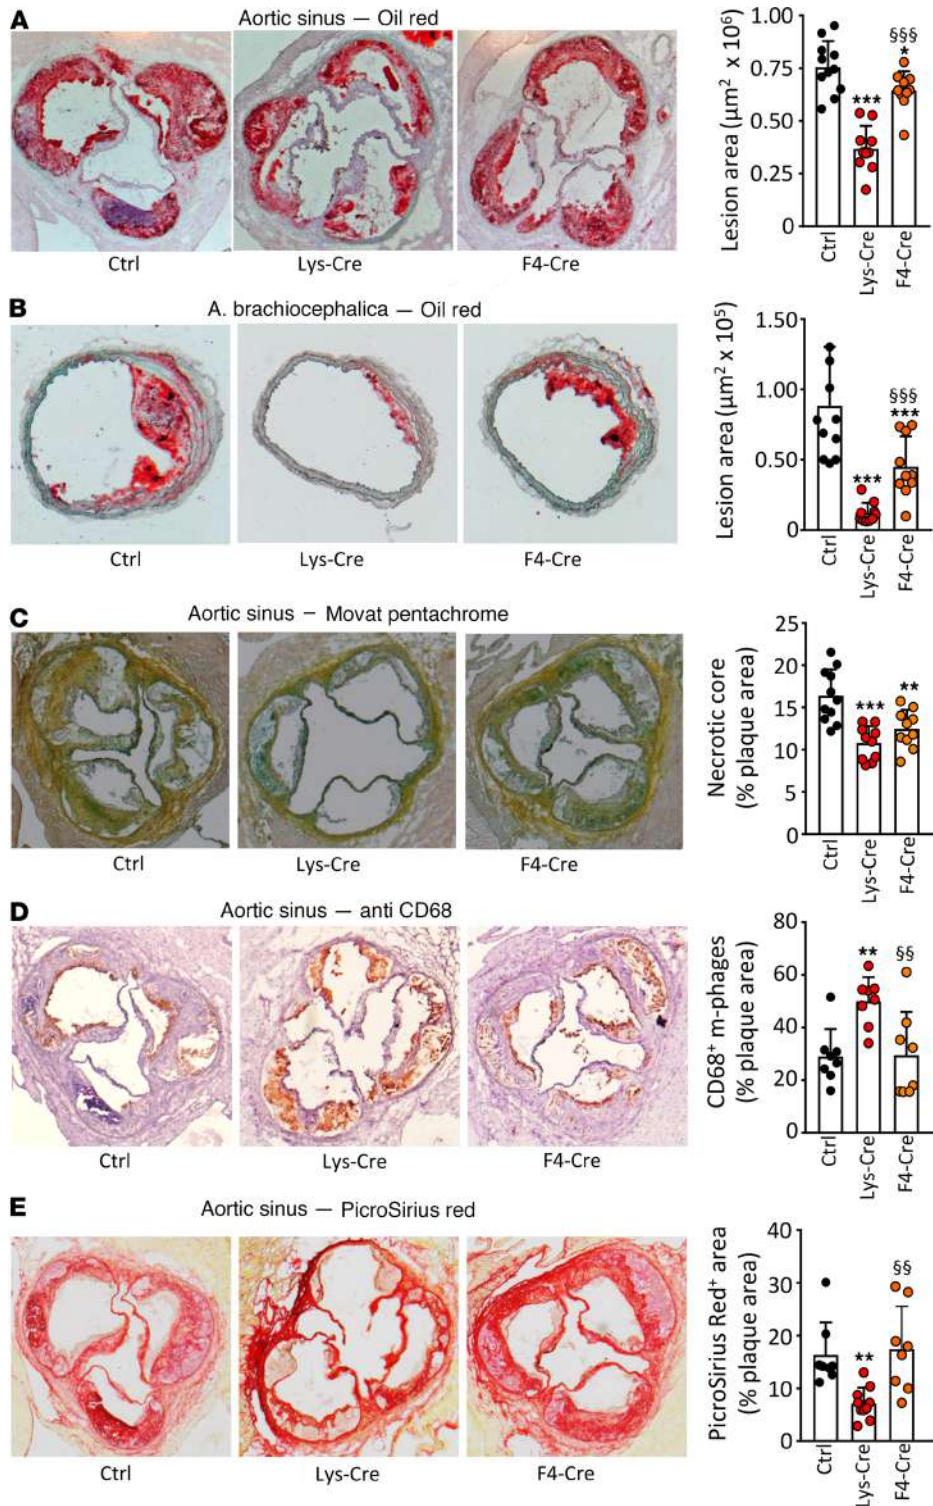 A
Aortic sinus — Oil red
Ctrl
Lys-Cre
F4-Cre
Lesion area (µm² x 10⁶)
1.00
0.75
0.50
0.25
0
***
§§§
*
Ctrl
Lys-Cre
F4-Cre
B
A. brachiocephalica — Oil red
Ctrl
Lys-Cre
F4-Cre
Lesion area (µm² x 10⁵)
1.50
1.00
0.50
0
***
§§§
***
Ctrl
Lys-Cre
F4-Cre
C
Aortic sinus — Movat pentachrome
Ctrl
Lys-Cre
F4-Cre
Necrotic core
(% plaque area)
25
20
15
10
5
0
***
**
Ctrl
Lys-Cre
F4-Cre
D
Aortic sinus — anti CD68
Ctrl
Lys-Cre
F4-Cre
CD68⁺ m-phages
(% plaque area)
80
60
40
20
0
**
§§
Ctrl
Lys-Cre
F4-Cre
E
Aortic sinus — PicroSirius red
Ctrl
Lys-Cre
F4-Cre
PicroSirius Red⁺ area
(% plaque area)
40
30
20
10
0
**
§§
Ctrl
Lys-Cre
F4-Cre